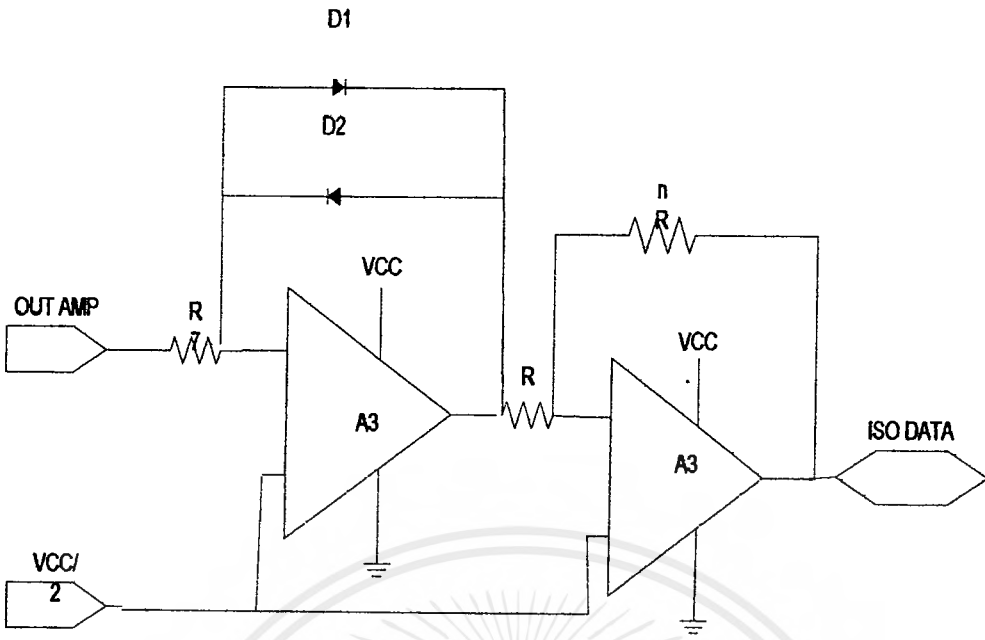 D1
D2
n
R
VCC
OUT AMP
R
7
VCC
R
A3
ISO DATA
A3
VCC/
2